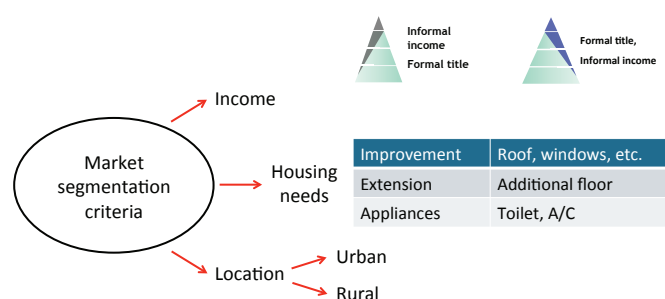 Informal
income
Formal title
Formal title,
Informal income
Income
Market
segmentation
criteria
Housing
needs
Improvement Roof, windows, etc.
Extension Additional floor
Appliances Toilet, A/C
Location
Urban
Rural